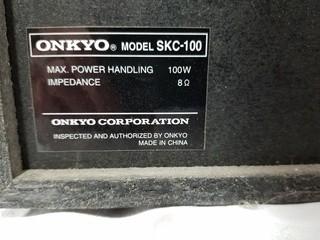 ONKYO® MODEL SKC-100
MAX. POWER HANDLING 100W
IMPEDANCE 8Ω
ONKYO CORPORATION
INSPECTED AND AUTHORIZED BY ONKYO
MADE IN CHINA